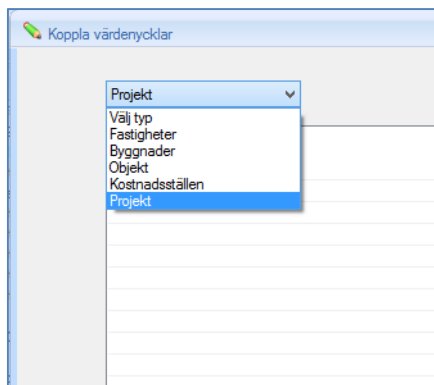 Koppla värdenycklar
Projekt
Välj typ
Fastigheter
Byggnader
Objekt
Kostnadsställen
Projekt